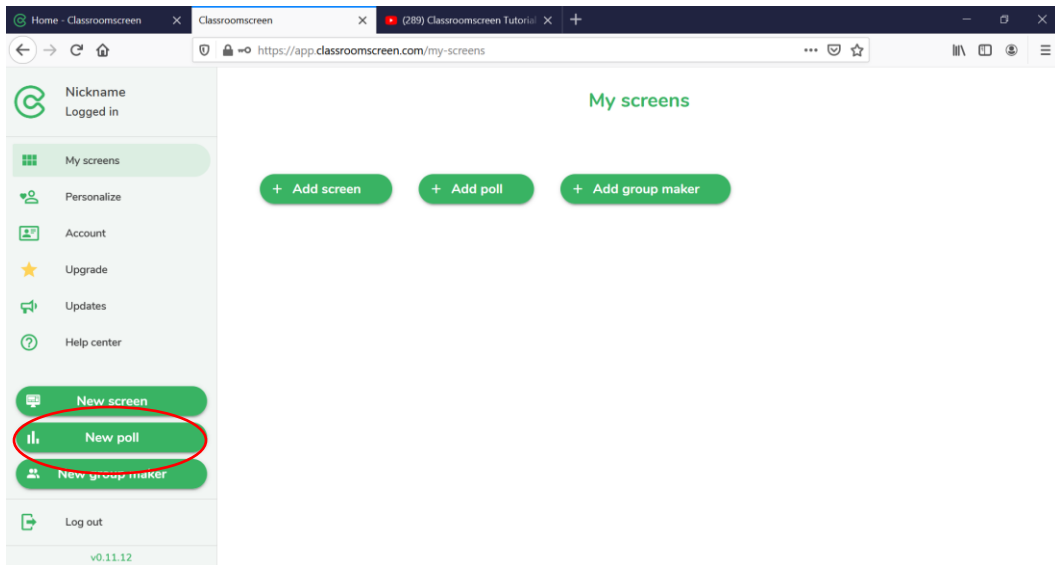 Home - Classroomscreen
Classroomscreen
(289) Classroomscreen Tutorial
https://app.classroomscreen.com/my-screens
Nickname
Logged in
My screens
My screens
Personalize
Account
Upgrade
Updates
Help center
+ Add screen
+ Add poll
+ Add group maker
New screen
New poll
New group maker
Log out
v0.11.12